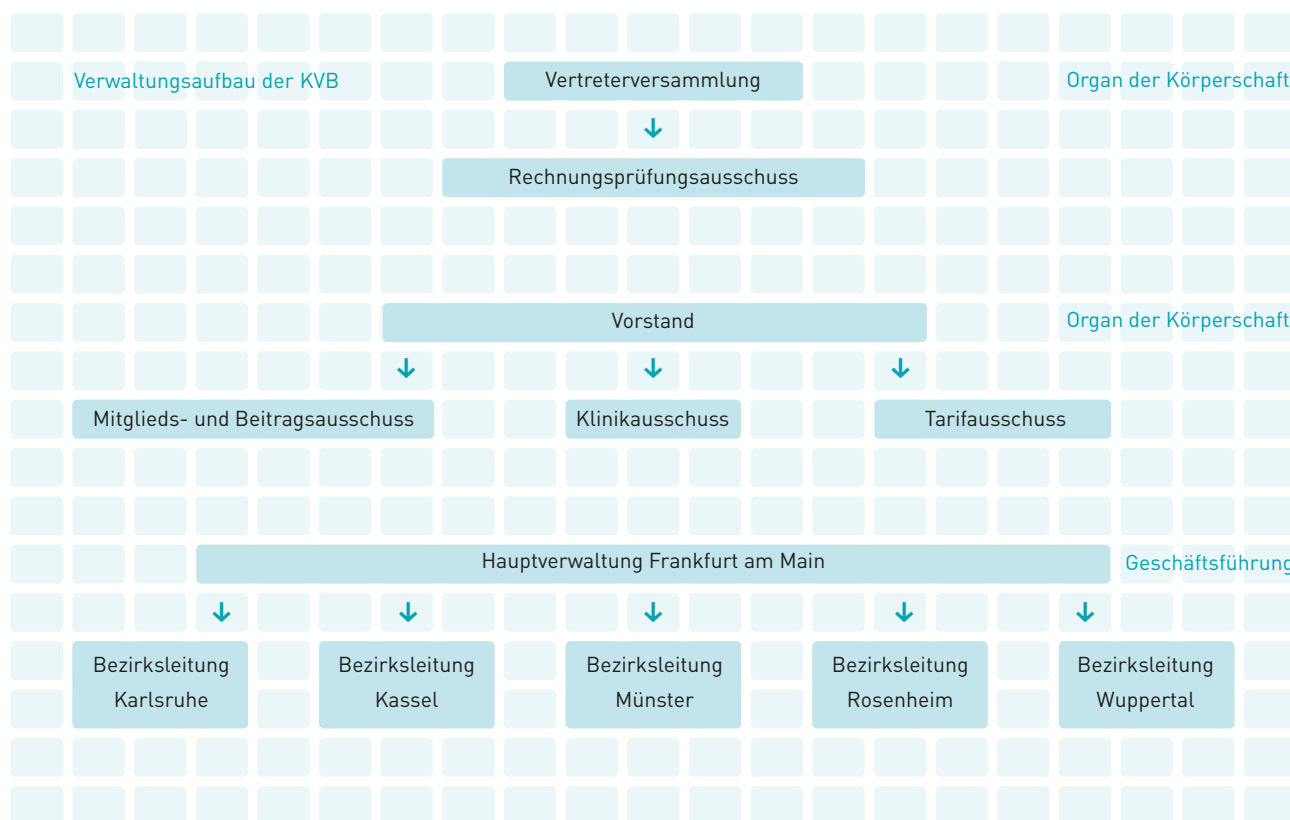 Verwaltungsaufbau der KVB
Vertreterversammlung
Organ der Körperschaft
Rechnungsprüfungsausschuss
Vorstand
Organ der Körperschaft
Mitglieds- und Beitragsausschuss
Klinikausschuss
Tarifausschuss
Hauptverwaltung Frankfurt am Main
Geschäftsführung
Bezirksleitung
Karlsruhe
Bezirksleitung
Kassel
Bezirksleitung
Münster
Bezirksleitung
Rosenheim
Bezirksleitung
Wuppertal